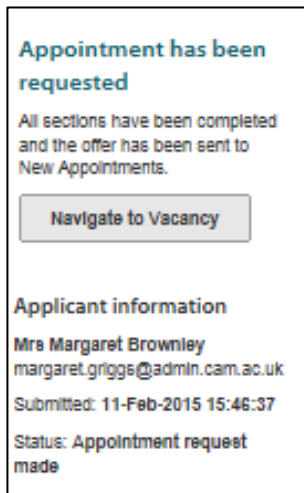 Appointment has been
requested
All sections have been completed
and the offer has been sent to
New Appointments.
Navigate to Vacancy
Applicant information
Mrs Margaret Brownley
margaret.griggs@admin.cam.ac.uk
Submitted: 11-Feb-2015 15:46:37
Status: Appointment request
made